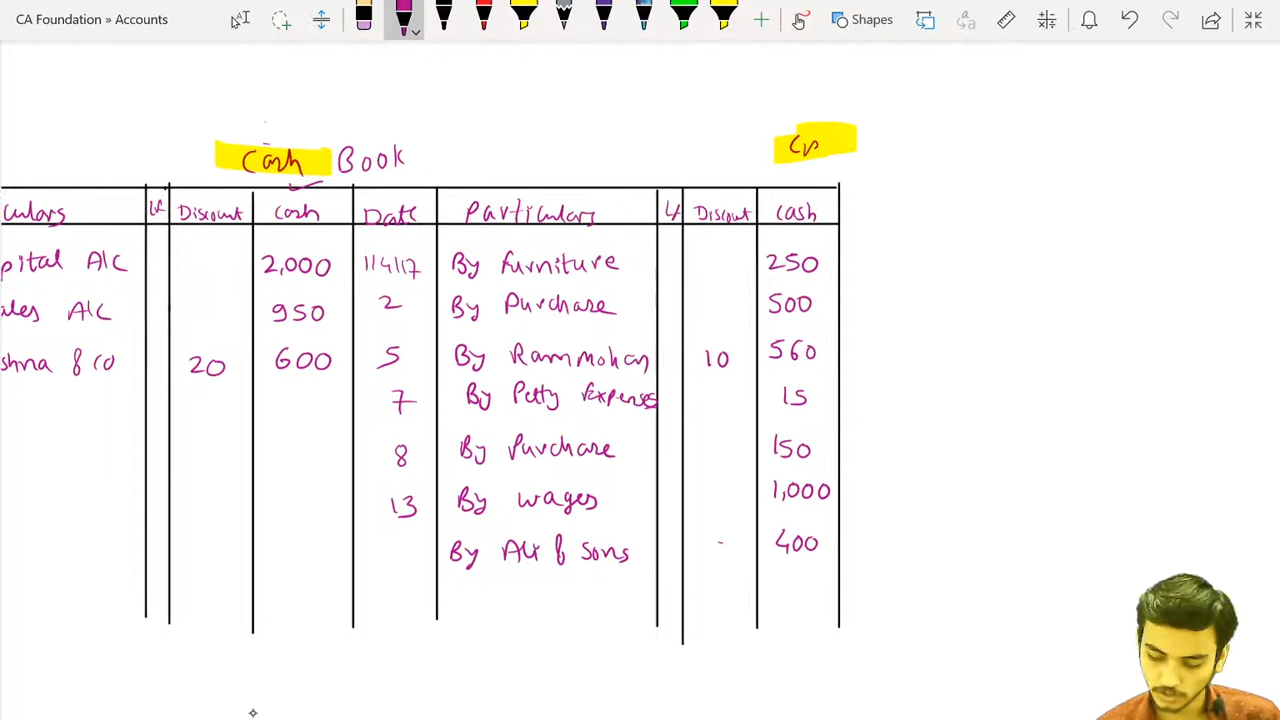 CA Foundation » Accounts
Shapes
Cash Book
Cr
culars LF Discount Cash Date Particulars LF Discount Cash
pital A/C 2,000 1/4/17 By furniture 250
ales A/C 950 2 By Purchase 500
shna & co 20 600 5 By Rammohan 10 560
7 By Petty Expenses 15
8 By Purchase 150
13 By wages 1,000
By Ali & Sons 400